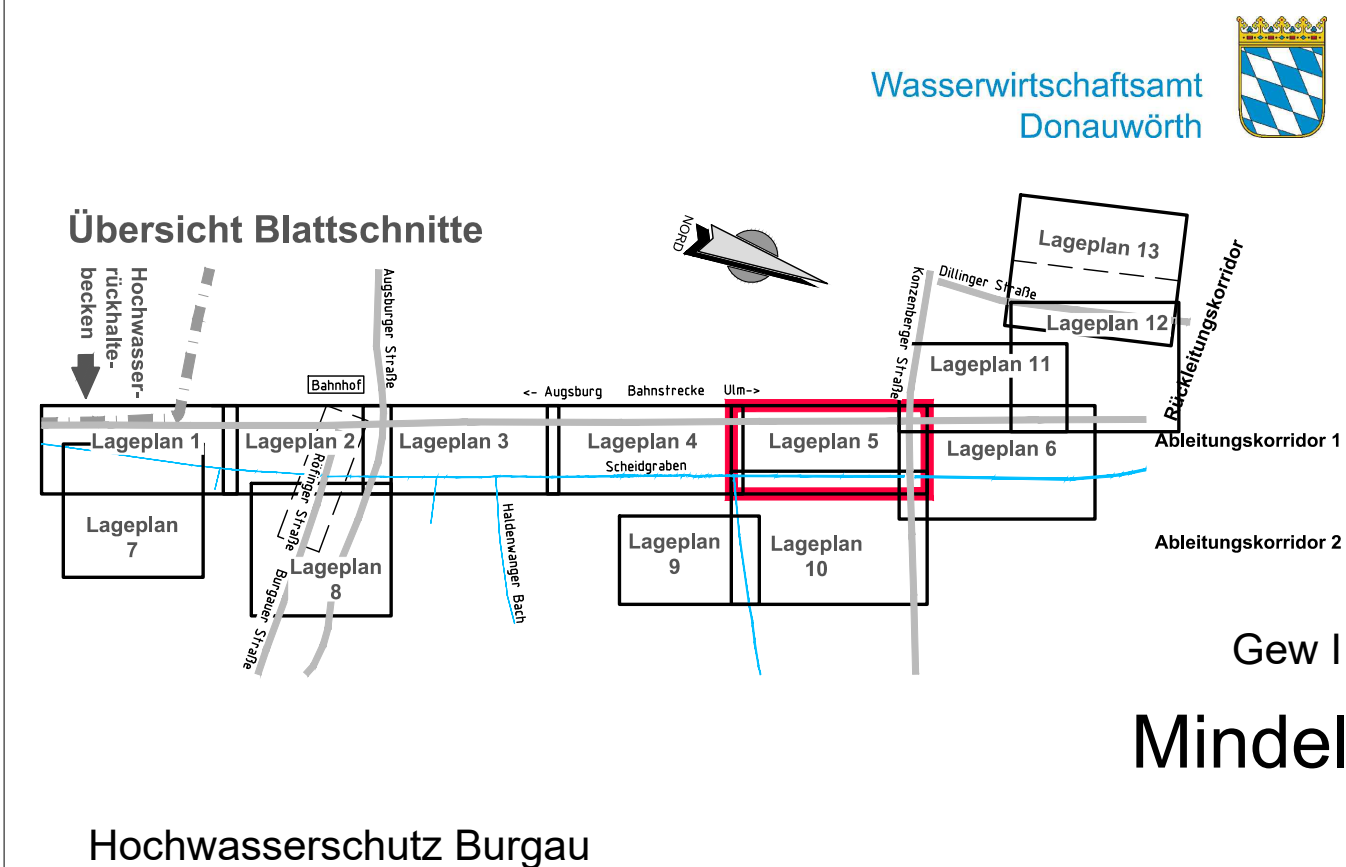 Wasserwirtschaftsamt
Donauwörth
Übersicht Blattschnitte
NORD
Hochwasser-
rückhalte-
becken
Augsburger Straße
Bahnhof
<- Augsburg Bahnstrecke Ulm->
Konzenberger Straße
Dillinger Straße
Lageplan 13
Lageplan 12
Lageplan 11
Rückleitungskorridor
Lageplan 1
Lageplan 2
Lageplan 3
Lageplan 4
Lageplan 5
Lageplan 6
Ableitungskorridor 1
Scheidgraben
Röfinger Straße
Haldenwanger Bach
Lageplan
7
Lageplan
8
Lageplan
9
Lageplan
10
Ableitungskorridor 2
Burgauer Straße
Gew I
Mindel
Hochwasserschutz Burgau